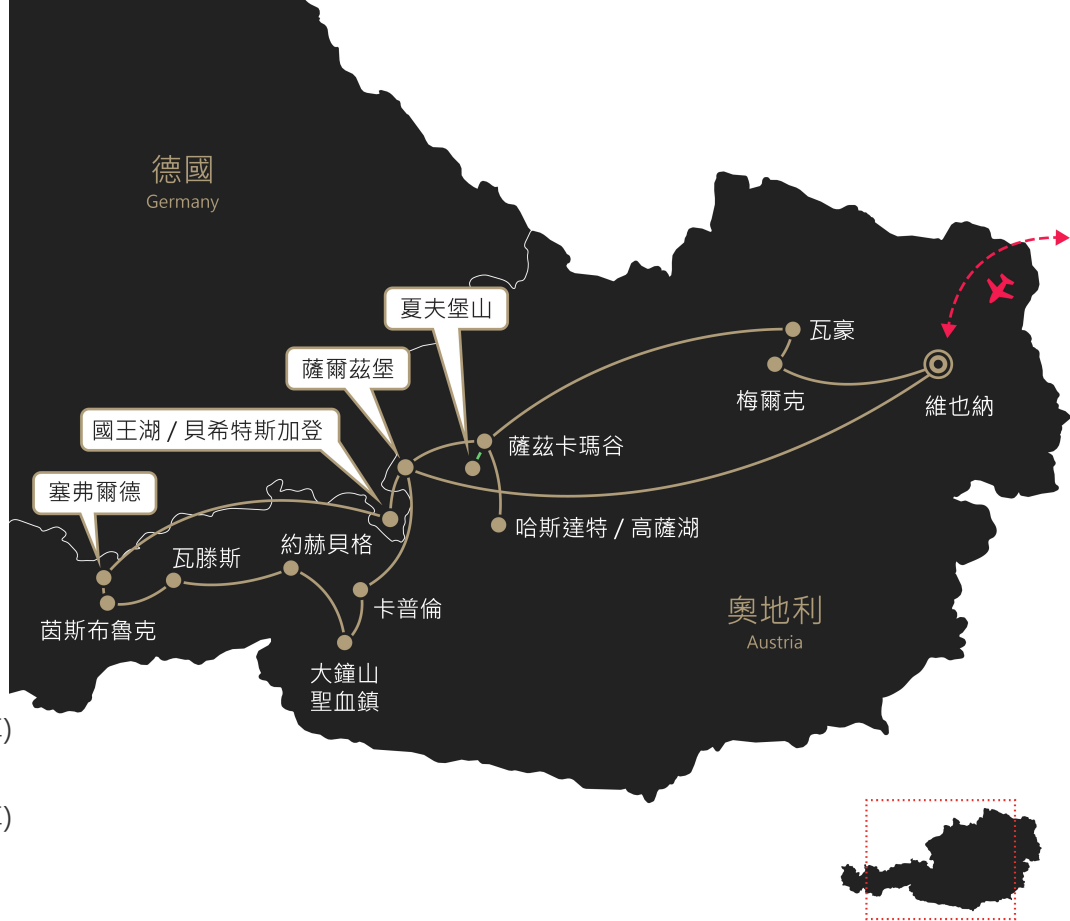 德國
Germany
夏夫堡山
瓦豪
薩爾茲堡
梅爾克
維也納
國王湖 / 貝希特斯加登
薩茲卡瑪谷
塞弗爾德
哈斯達特 / 高薩湖
約赫貝格
瓦滕斯
卡普倫
奧地利
Austria
茵斯布魯克
大鐘山
聖血鎮
)
)